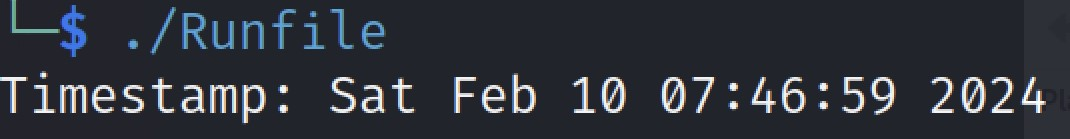 └─$ ./Runfile
Timestamp: Sat Feb 10 07:46:59 2024